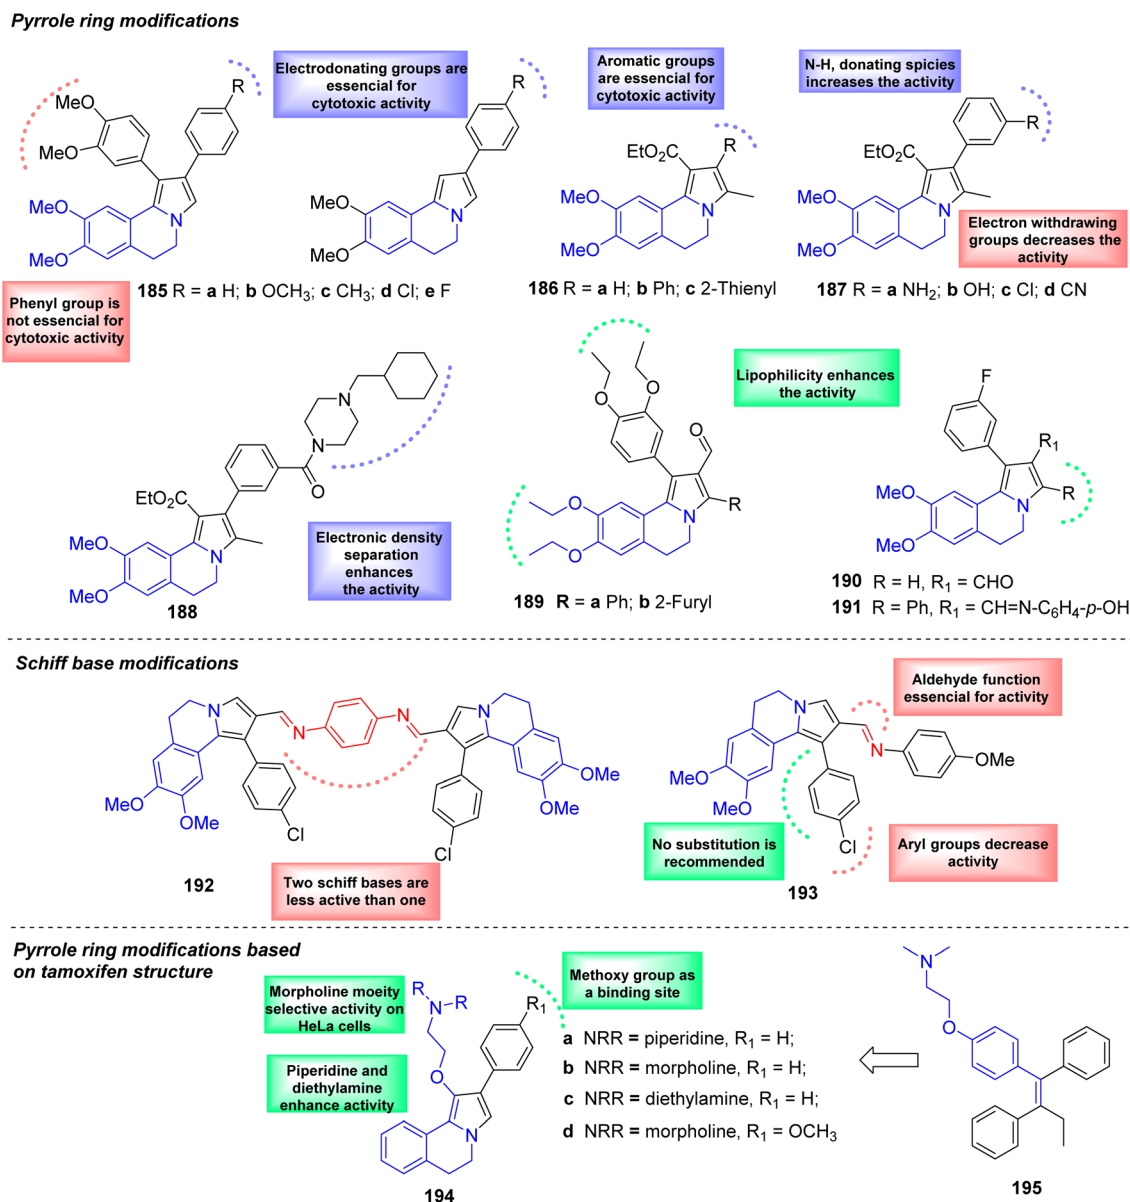 Pyrrole ring modifications
Electrodonating groups are
essencial for
cytotoxic activity
Aromatic groups
are essencial for
cytotoxic activity
N-H, donating spicies
increases the activity
MeO
MeO
R
MeO
MeO
N
R
MeO
MeO
N
EtO2C
R
MeO
MeO
N
EtO2C
R
MeO
MeO
N
Electron withdrawing
groups decreases the
activity
185 R = a H; b OCH3; c CH3; d Cl; e F
186 R = a H; b Ph; c 2-Thienyl
187 R = a NH2; b OH; c Cl; d CN
Phenyl group is
not essencial for
cytotoxic activity
N
N
O
EtO2C
MeO
MeO
N
188
Electronic density
separation
enhances
the activity
O
O
O
O
O
N
R
189 R = a Ph; b 2-Furyl
Lipophilicity enhances
the activity
F
R1
R
MeO
MeO
N
190 R = H, R1 = CHO
191 R = Ph, R1 = CH=N-C6H4-p-OH
Schiff base modifications
N
N
N
N
MeO
OMe
Cl
Cl
OMe
OMe
192
Two schiff bases are
less active than one
Aldehyde function
essencial for activity
N
N
OMe
MeO
MeO
Cl
No substitution is
recommended
Aryl groups decrease
activity
193
Pyrrole ring modifications based
on tamoxifen structure
Morpholine moeity
selective activity on
HeLa cells
Piperidine and
diethylamine
enhance activity
R
N
R
O
R1
N
194
Methoxy group as
a binding site
a NRR = piperidine, R1 = H;
b NRR = morpholine, R1 = H;
c NRR = diethylamine, R1 = H;
d NRR = morpholine, R1 = OCH3
N
O
195